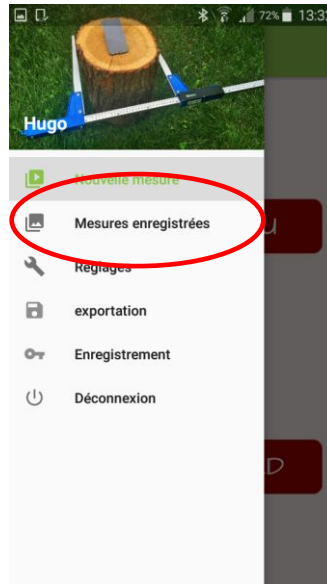 72% 13:32
Hugo
Nouvelle mesure
Mesures enregistrées
Réglages
exportation
Enregistrement
Déconnexion